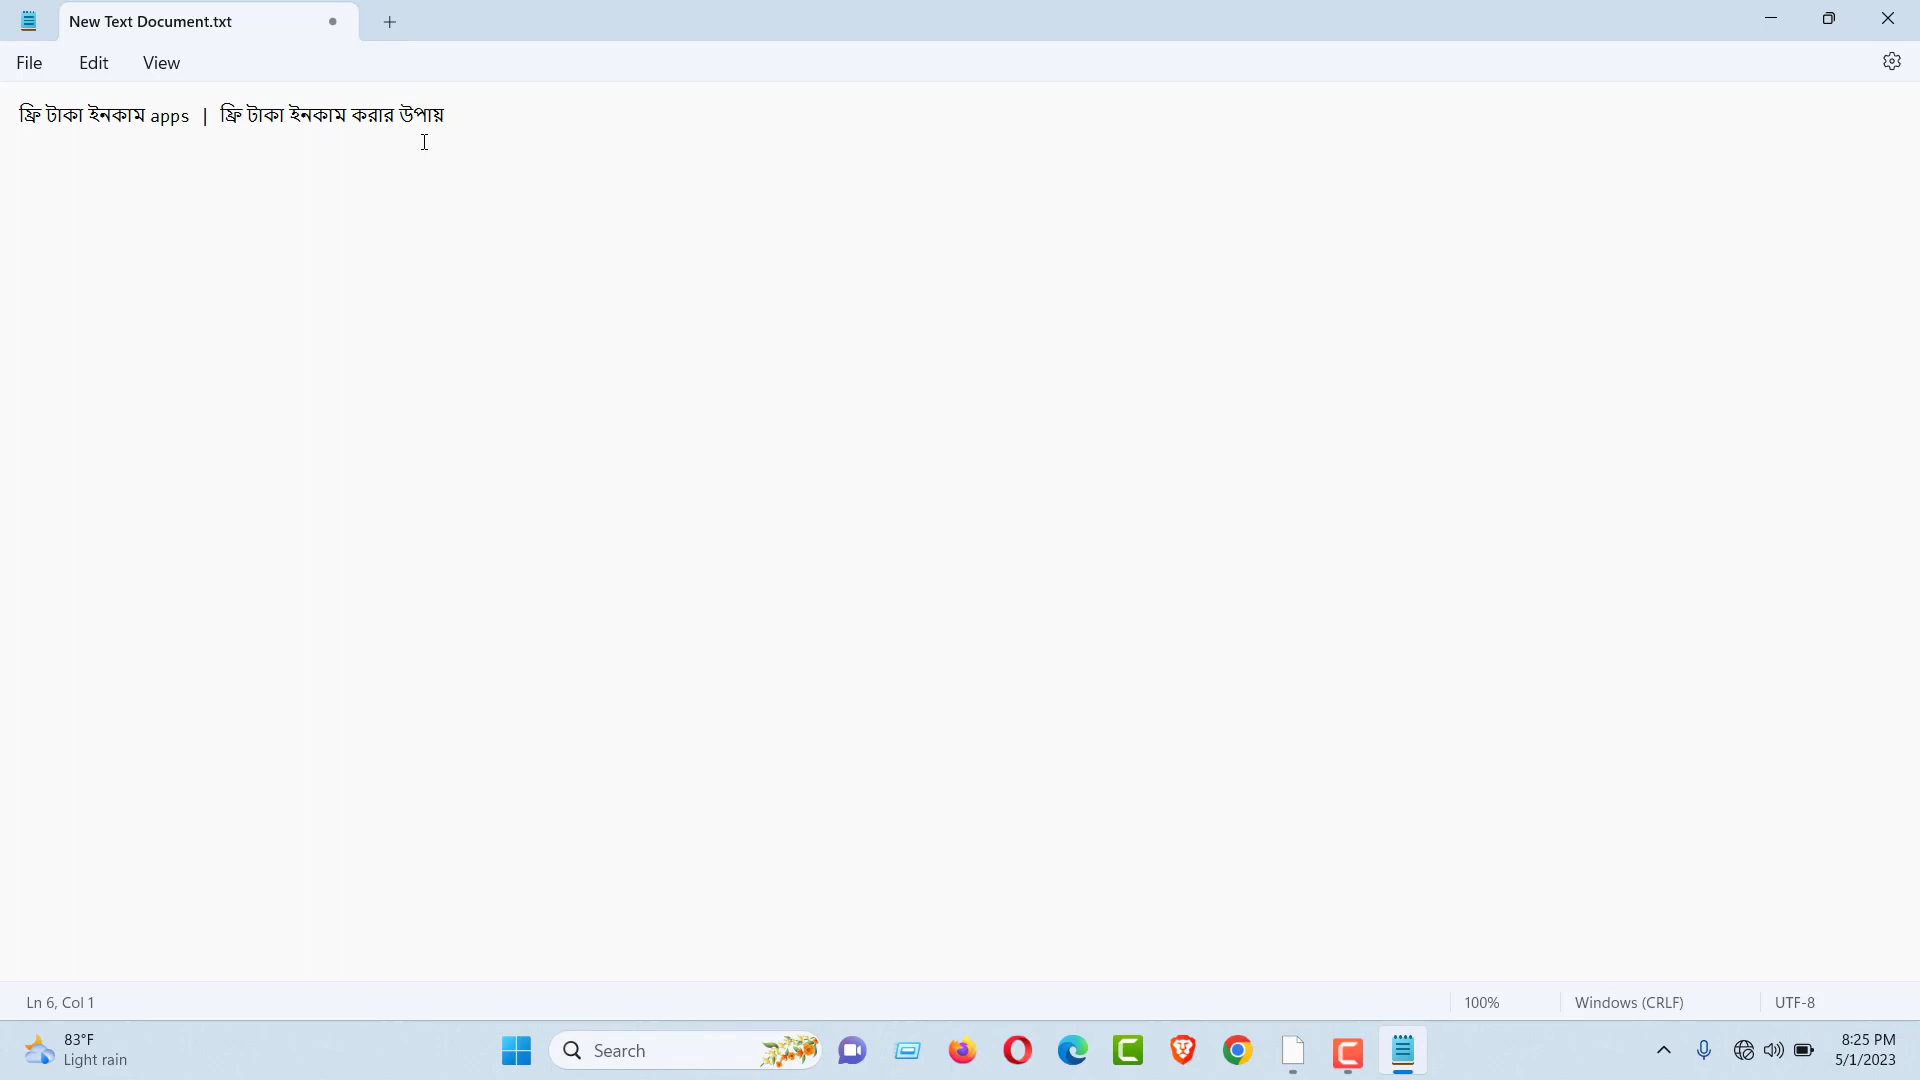 New Text Document.txt
File Edit View
ফ্রি টাকা ইনকাম apps | ফ্রি টাকা ইনকাম করার উপায়
Ln 6, Col 1 100% Windows (CRLF) UTF-8
83°F
Light rain
Search
8:25 PM
5/1/2023